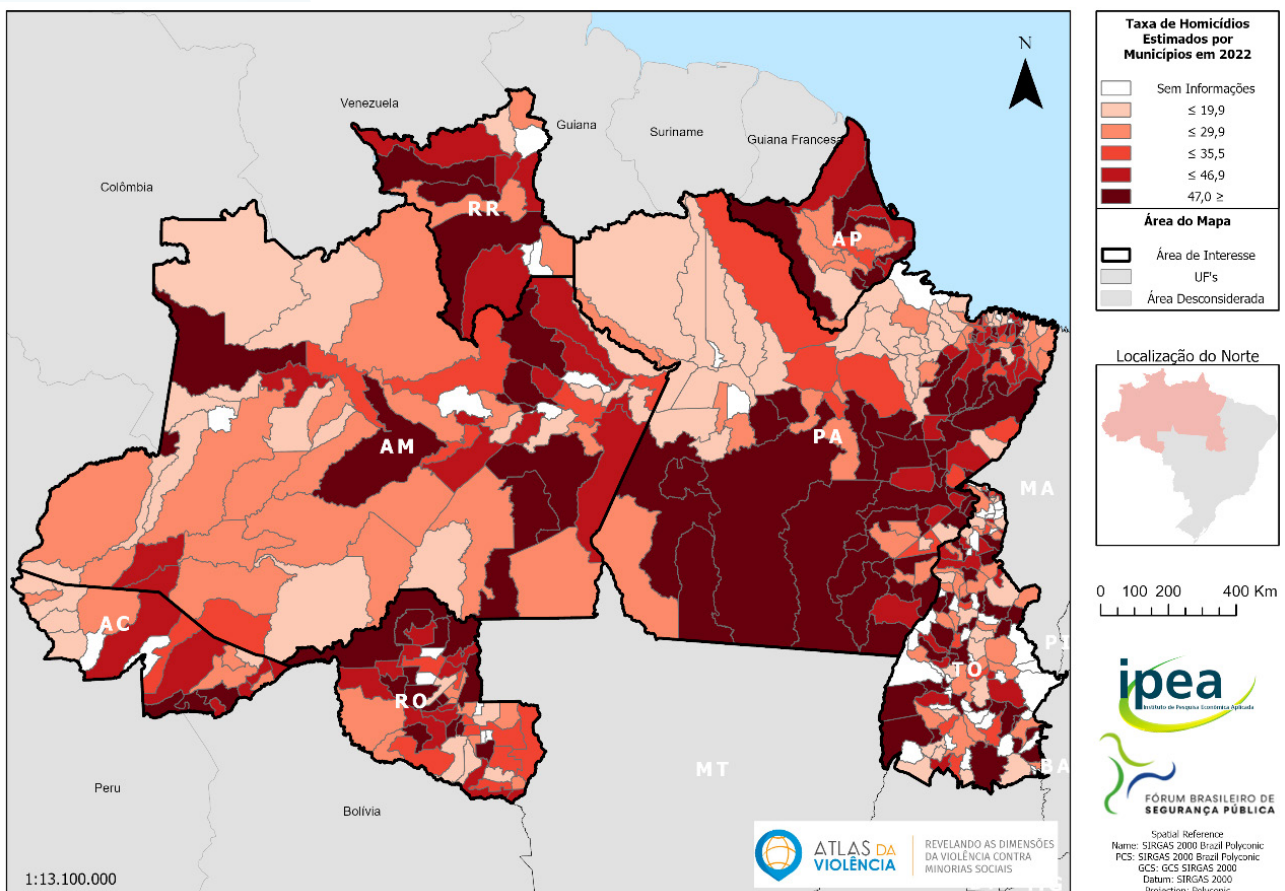 Taxa de Homicídios
Estimados por
Municípios em 2022
Sem Informações
≤ 19,9
≤ 29,9
≤ 35,5
≤ 46,9
47,0 ≥
Área do Mapa
Área de Interesse
UF's
Área Desconsiderada
Localização do Norte
0 100 200 400 Km
ipea
Instituto de Pesquisa Econômica Aplicada
FÓRUM BRASILEIRO DE
SEGURANÇA PÚBLICA
Spatial Reference
Name: SIRGAS 2000 Brazil Polyconic
PCS: SIRGAS 2000 Brazil Polyconic
GCS: GCS SIRGAS 2000
Datum: SIRGAS 2000
Projection: Polyconic
N
Venezuela
Guiana
Suriname
Guiana Francesa
Colômbia
RR
AP
AM
PA
MA
AC
PI
TO
RO
BA
MT
Peru
Bolívia
ATLAS DA
VIOLÊNCIA
REVELANDO AS DIMENSÕES
DA VIOLÊNCIA CONTRA
MINORIAS SOCIAIS
1:13.100.000